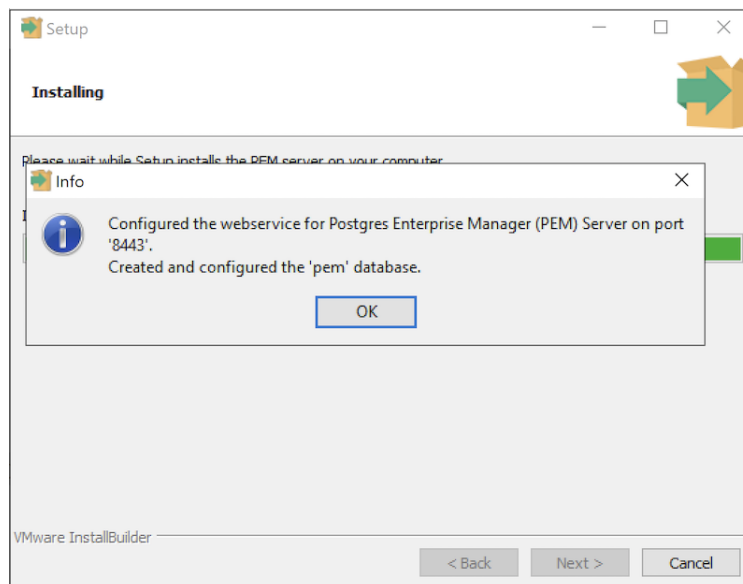 Setup
Installing
Please wait while Setup installs the PEM server on your computer
Info
Configured the webservice for Postgres Enterprise Manager (PEM) Server on port
'8443'.
Created and configured the 'pem' database.
OK
VMware InstallBuilder
< Back
Next >
Cancel